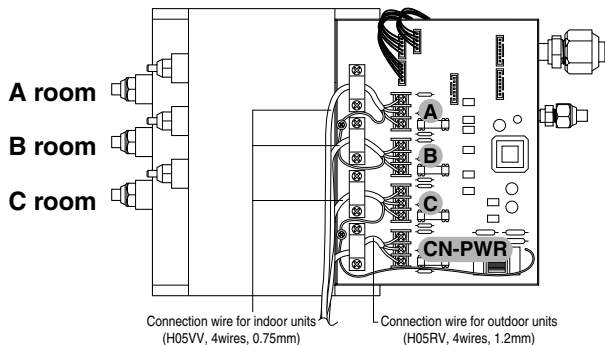 A room
B room
C room
A
B
C
CN-PWR
Connection wire for indoor units
(H05VV, 4wires, 0.75mm)
Connection wire for outdoor units
(H05RV, 4wires, 1.2mm)